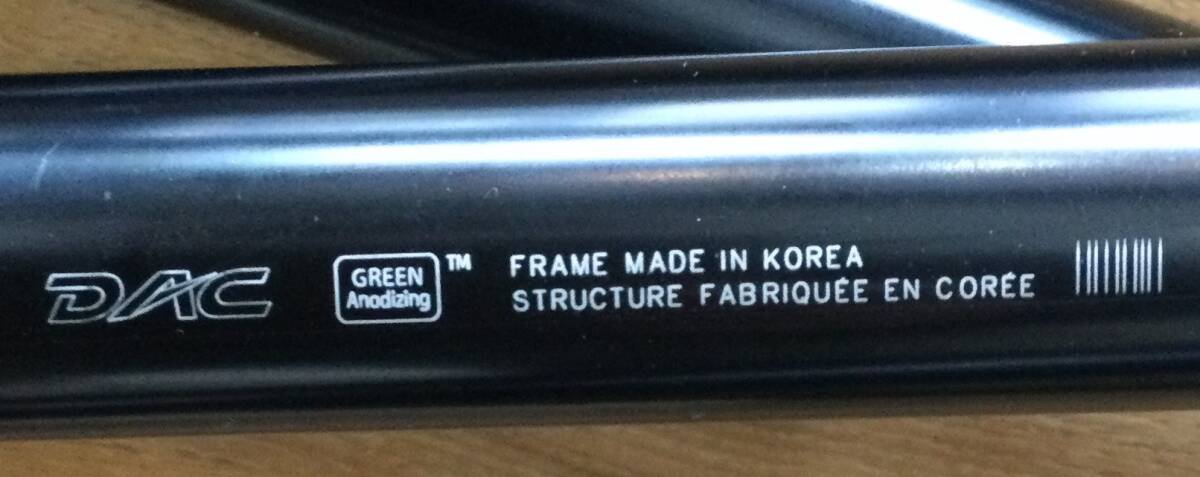 DAC
GREEN
Anodizing
™
FRAME MADE IN KOREA
STRUCTURE FABRIQUÉE EN CORÉE